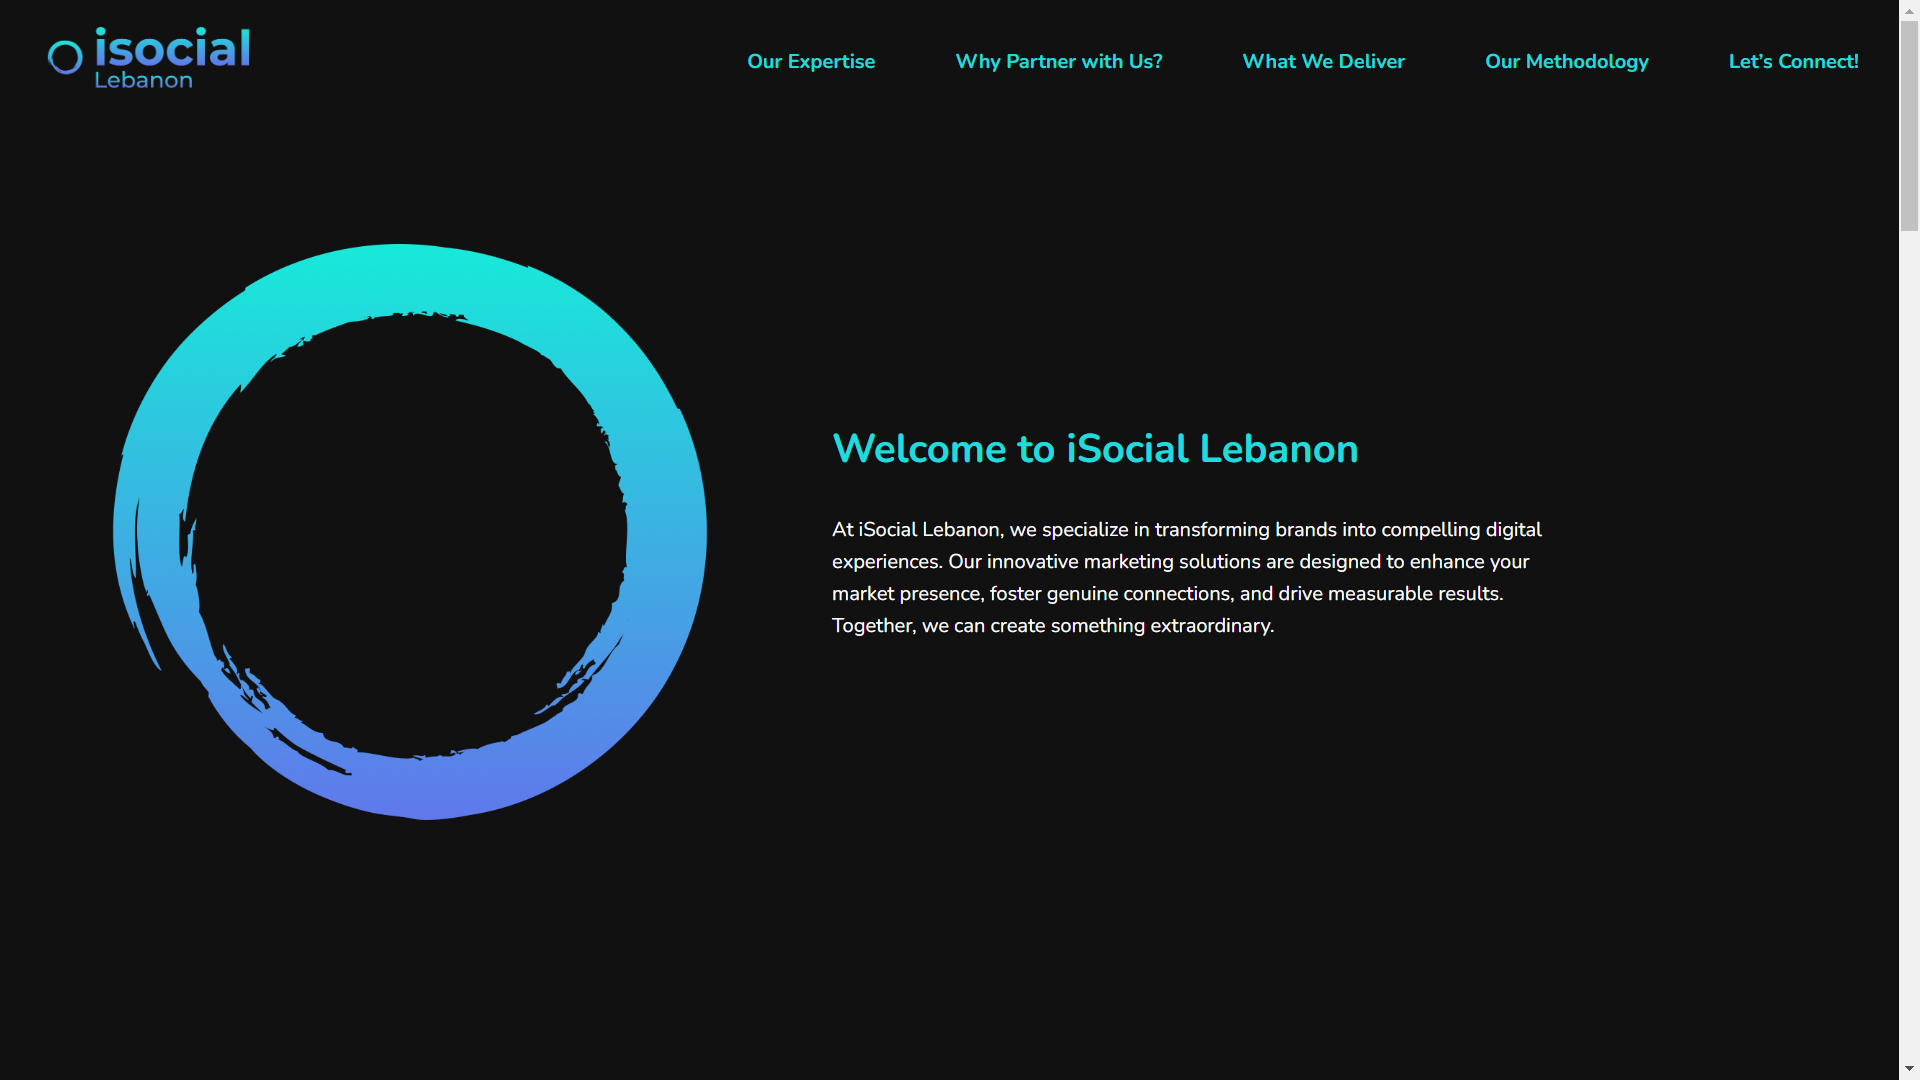 isocial
Lebanon
Our Expertise
Why Partner with Us?
What We Deliver
Our Methodology
Let’s Connect!
Welcome to iSocial Lebanon
At iSocial Lebanon, we specialize in transforming brands into compelling digital
experiences. Our innovative marketing solutions are designed to enhance your
market presence, foster genuine connections, and drive measurable results.
Together, we can create something extraordinary.